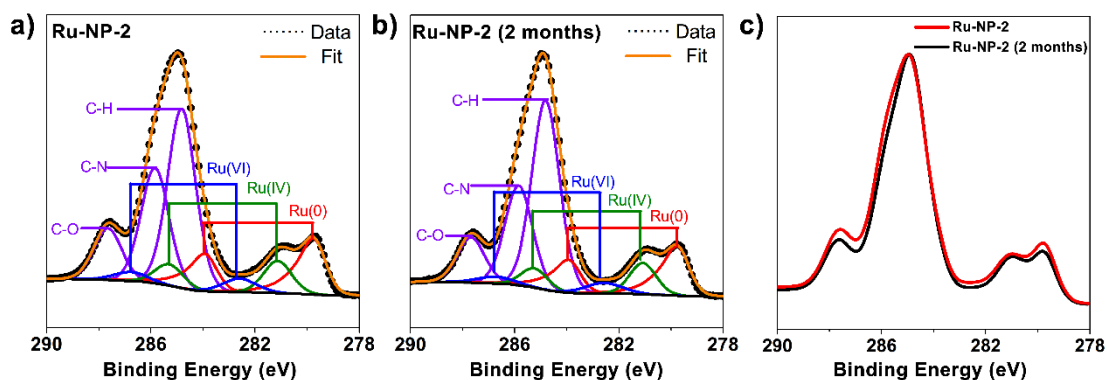 a)
Ru-NP-2
Data
Fit
C-H
C-N
C-O
Ru(VI)
Ru(IV)
Ru(0)
290 286 282 278
Binding Energy (eV)
b)
Ru-NP-2 (2 months)
Data
Fit
C-H
C-N
C-O
Ru(VI)
Ru(IV)
Ru(0)
290 286 282 278
Binding Energy (eV)
c)
Ru-NP-2
Ru-NP-2 (2 months)
290 286 282 278
Binding Energy (eV)